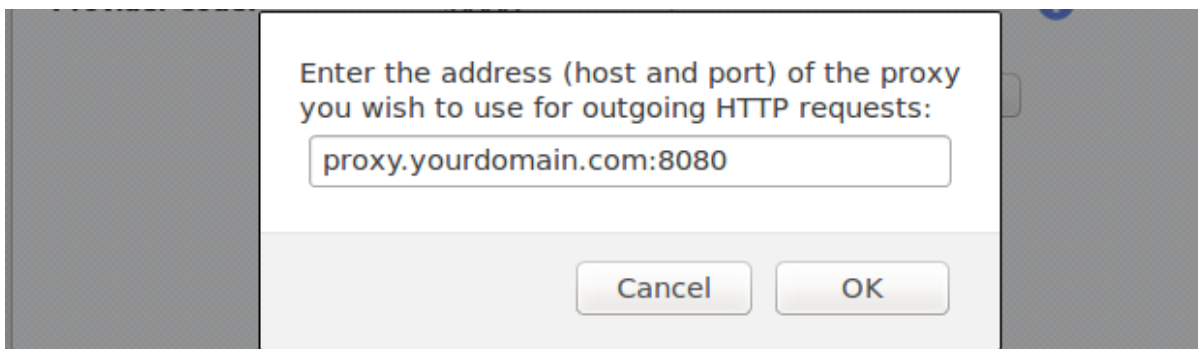 Enter the address (host and port) of the proxy
you wish to use for outgoing HTTP requests:
proxy.yourdomain.com:8080
Cancel OK